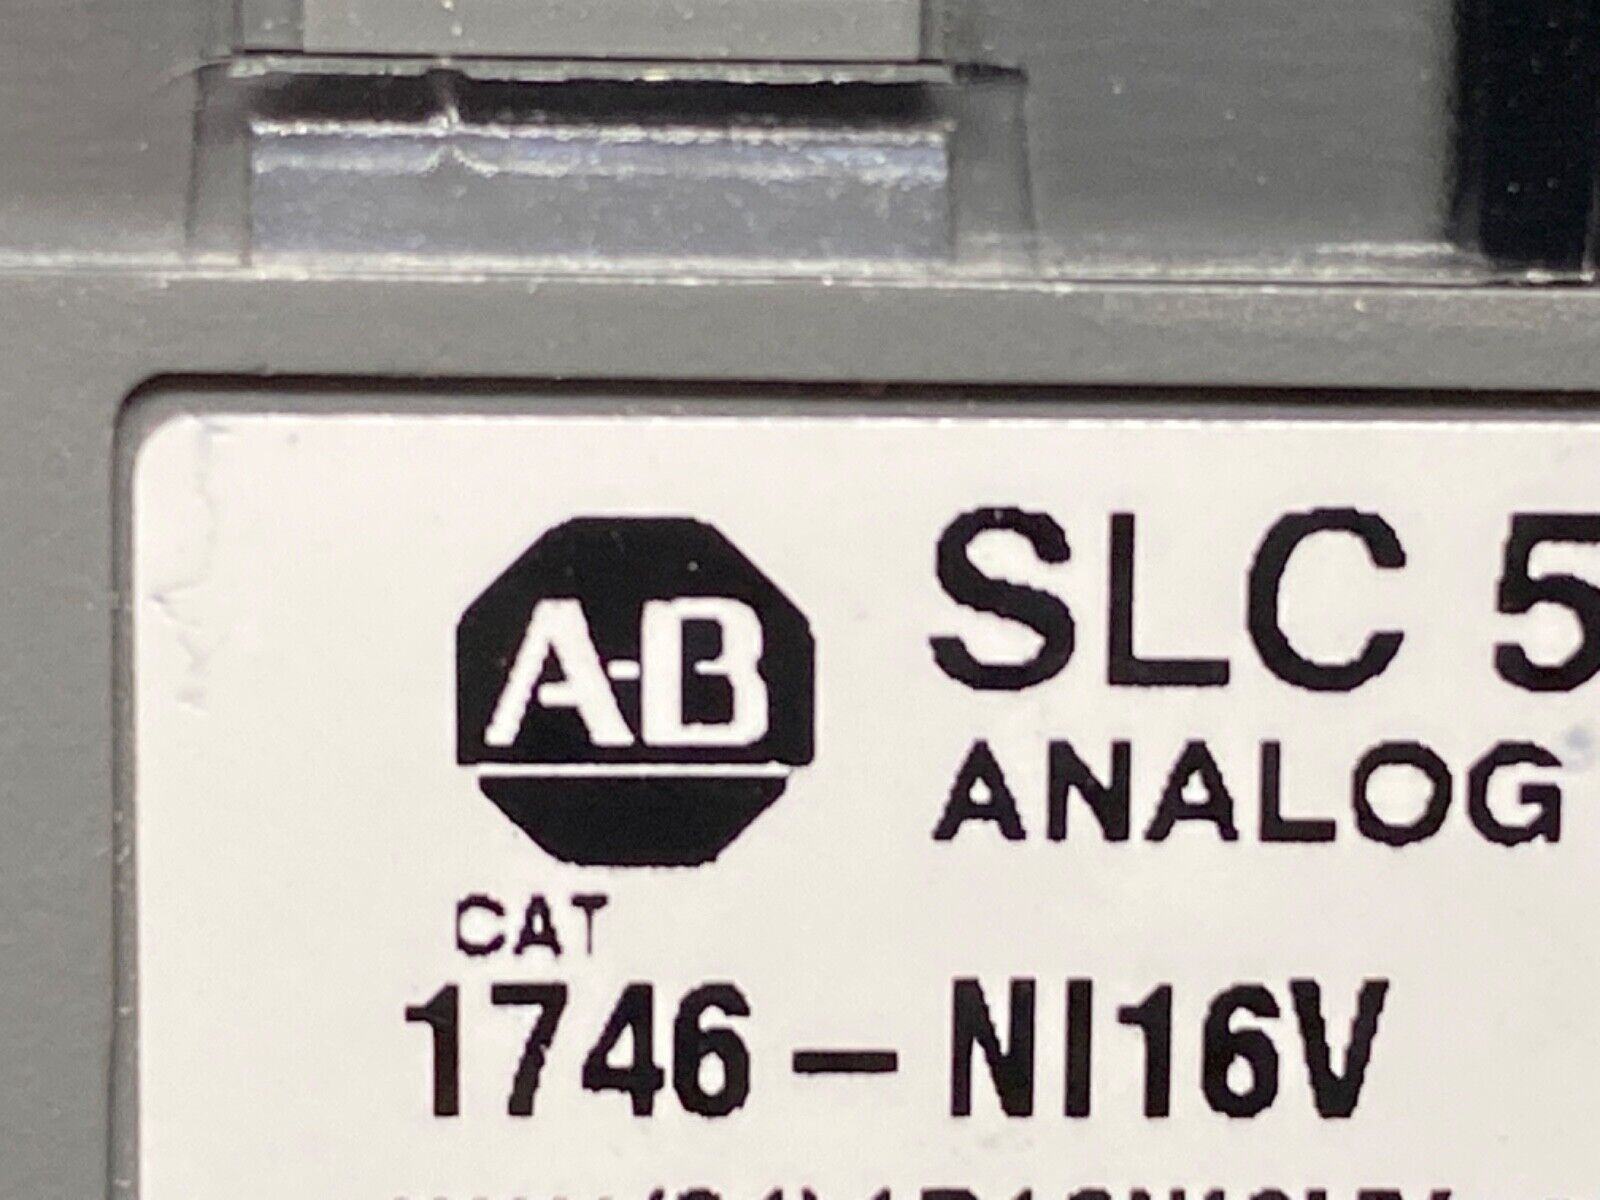 A-B
SLC 5
ANALOG
CAT
1746-NI16V